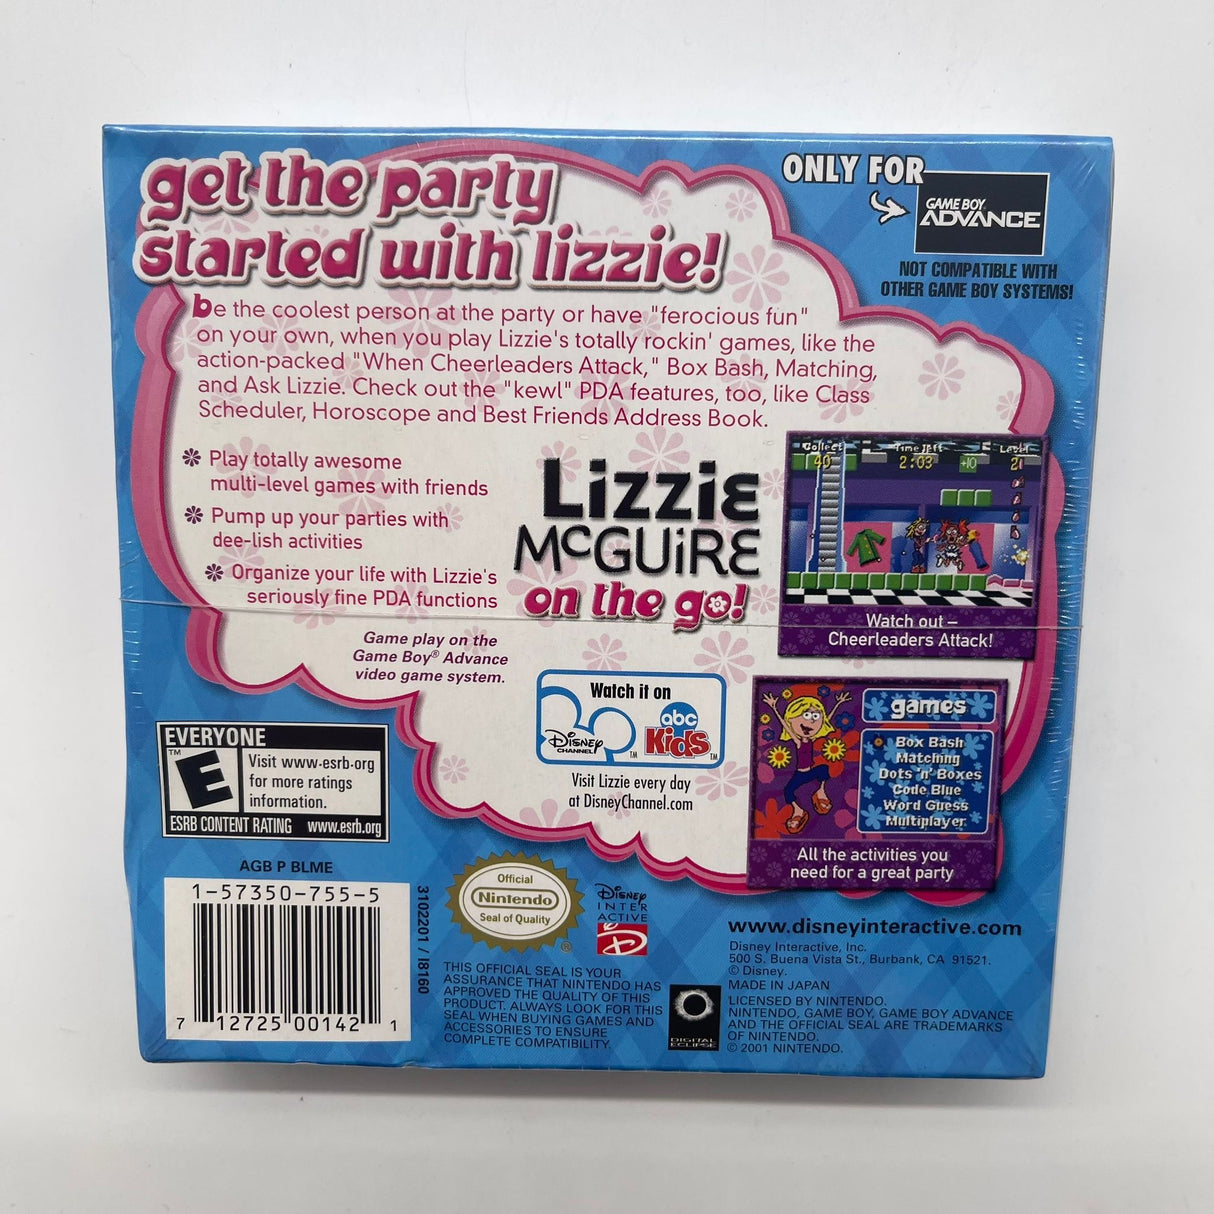 get the party
started with lizzie!
be the coolest person at the party or have "ferocious fun"
on your own, when you play Lizzie's totally rockin' games, like the
action-packed "When Cheerleaders Attack," Box Bash, Matching,
and Ask Lizzie. Check out the "kewl" PDA features, too, like Class
Scheduler, Horoscope and Best Friends Address Book.
ONLY FOR
GAME BOY
ADVANCE
NOT COMPATIBLE WITH
OTHER GAME BOY SYSTEMS!
Play totally awesome
multi-level games with friends
Pump up your parties with
dee-lish activities
Organize your life with Lizzie's
seriously fine PDA functions
Lizzie
McGUiRE
on the go!
Collect Time left Level
40 2:03 +10 21
Watch out –
Cheerleaders Attack!
Game play on the
Game Boy® Advance
video game system.
Watch it on
Disney
CHANNEL
TM
abc
Kids
TM
Visit Lizzie every day
at DisneyChannel.com
games
Box Bash
Matching
Dots 'n' Boxes
Code Blue
Word Guess
Multiplayer
All the activities you
need for a great party
EVERYONE
TM
E
Visit www.esrb.org
for more ratings
information.
ESRB CONTENT RATING www.esrb.org
AGB P BLME
1-57350-755-5
7 12725 00142 1
3102201 / I8160
Official
Nintendo
Seal of Quality
®
Disney
INTER
ACTIVE
D
THIS OFFICIAL SEAL IS YOUR
ASSURANCE THAT NINTENDO HAS
APPROVED THE QUALITY OF THIS
PRODUCT. ALWAYS LOOK FOR THIS
SEAL WHEN BUYING GAMES AND
ACCESSORIES TO ENSURE
COMPLETE COMPATIBILITY.
DIGITAL
ECLIPSE
www.disneyinteractive.com
Disney Interactive, Inc.
500 S. Buena Vista St., Burbank, CA 91521.
© Disney.
MADE IN JAPAN
LICENSED BY NINTENDO.
NINTENDO, GAME BOY, GAME BOY ADVANCE
AND THE OFFICIAL SEAL ARE TRADEMARKS
OF NINTENDO.
© 2001 NINTENDO.